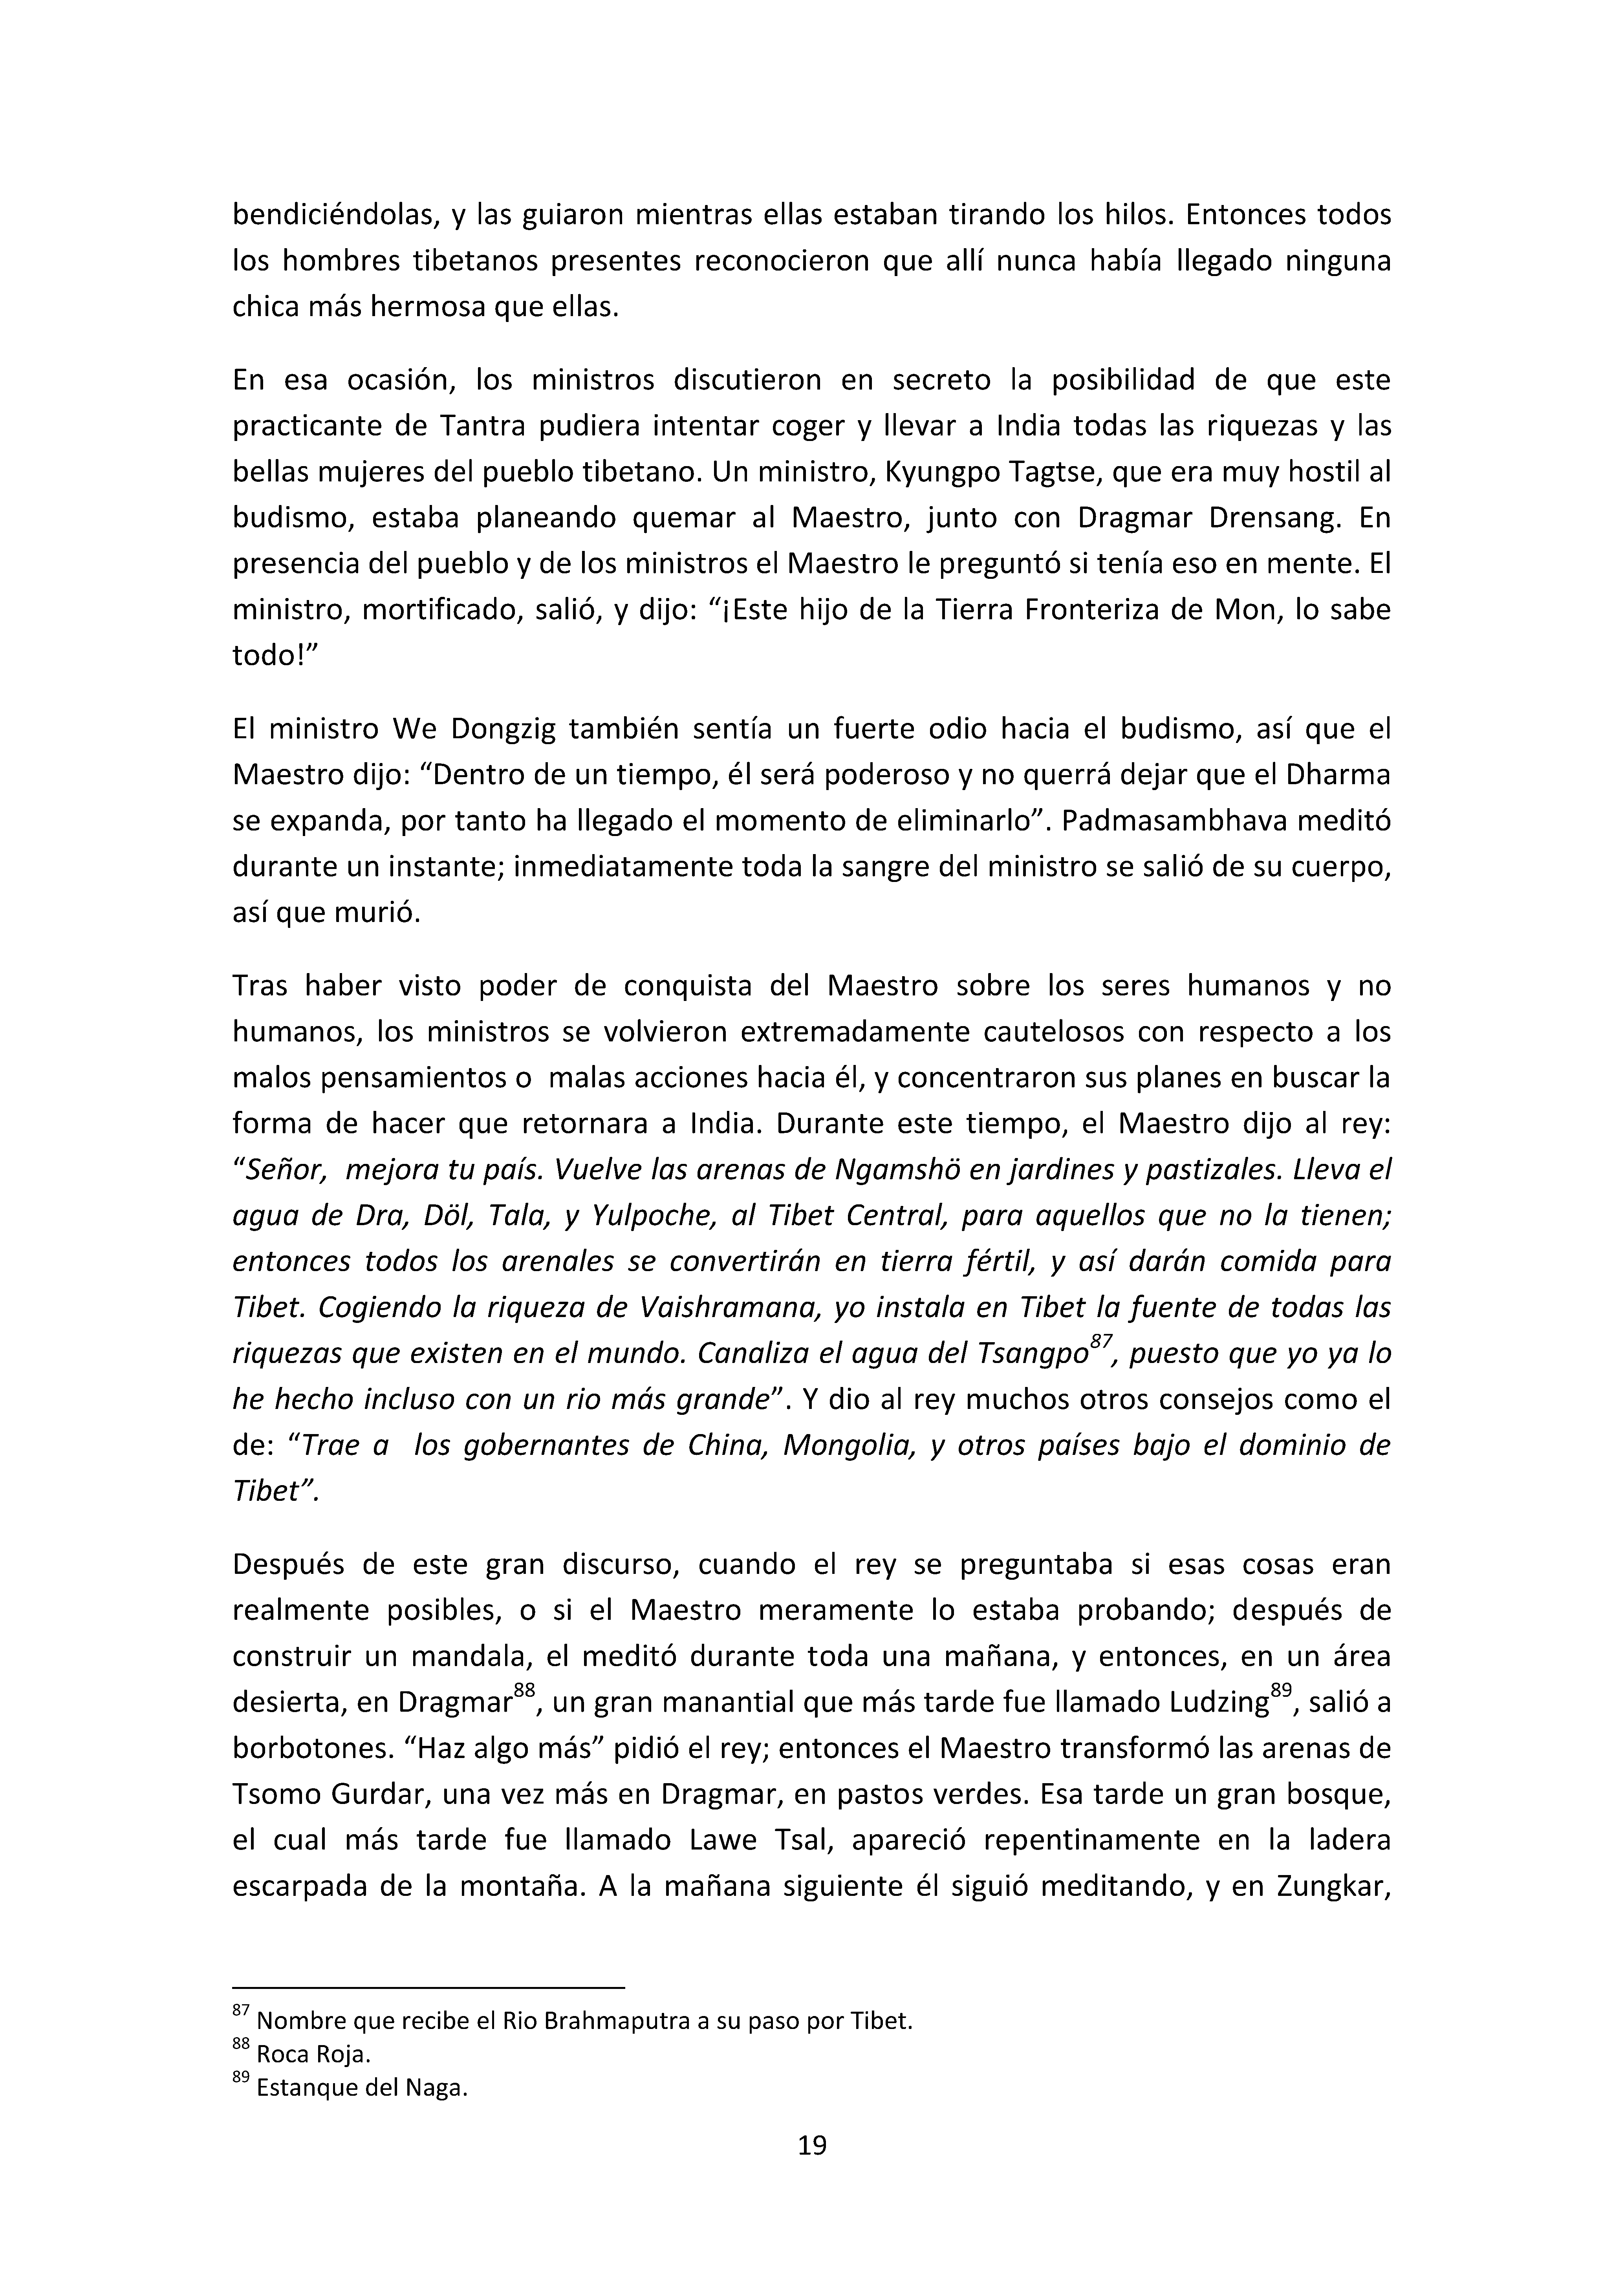 bendiciéndolas, y las guiaron mientras ellas estaban tirando los hilos. Entonces todos
los hombres tibetanos presentes reconocieron que allí nunca había llegado ninguna
chica más hermosa que ellas.
En esa ocasión, los ministros discutieron en secreto la posibilidad de que este
practicante de Tantra pudiera intentar coger y llevar a India todas las riquezas y las
bellas mujeres del pueblo tibetano. Un ministro, Kyungpo Tagtse, que era muy hostil al
budismo, estaba planeando quemar al Maestro, junto con Dragmar Drensang. En
presencia del pueblo y de los ministros el Maestro le preguntó si tenía eso en mente. El
ministro, mortificado, salió, y dijo: “¡Este hijo de la Tierra Fronteriza de Mon, lo sabe
todo!”
El ministro We Dongzig también sentía un fuerte odio hacia el budismo, así que el
Maestro dijo: “Dentro de un tiempo, él será poderoso y no querrá dejar que el Dharma
se expanda, por tanto ha llegado el momento de eliminarlo”. Padmasambhava meditó
durante un instante; inmediatamente toda la sangre del ministro se salió de su cuerpo,
así que murió.
Tras haber visto poder de conquista del Maestro sobre los seres humanos y no
humanos, los ministros se volvieron extremadamente cautelosos con respecto a los
malos pensamientos o  malas acciones hacia él, y concentraron sus planes en buscar la
forma de hacer que retornara a India. Durante este tiempo, el Maestro dijo al rey:
“Señor,  mejora tu país. Vuelve las arenas de Ngamshö en jardines y pastizales. Lleva el
agua de Dra, Döl, Tala, y Yulpoche, al Tibet Central, para aquellos que no la tienen;
entonces todos los arenales se convertirán en tierra fértil, y así darán comida para
Tibet. Cogiendo la riqueza de Vaishramana, yo instala en Tibet la fuente de todas las
riquezas que existen en el mundo. Canaliza el agua del Tsangpo87, puesto que yo ya lo
he hecho incluso con un rio más grande”. Y dio al rey muchos otros consejos como el
de: “Trae a  los gobernantes de China, Mongolia, y otros países bajo el dominio de
Tibet”.
Después de este gran discurso, cuando el rey se preguntaba si esas cosas eran
realmente posibles, o si el Maestro meramente lo estaba probando; después de
construir un mandala, el meditó durante toda una mañana, y entonces, en un área
desierta, en Dragmar88, un gran manantial que más tarde fue llamado Ludzing89, salió a
borbotones. “Haz algo más” pidió el rey; entonces el Maestro transformó las arenas de
Tsomo Gurdar, una vez más en Dragmar, en pastos verdes. Esa tarde un gran bosque,
el cual más tarde fue llamado Lawe Tsal, apareció repentinamente en la ladera
escarpada de la montaña. A la mañana siguiente él siguió meditando, y en Zungkar,
87 Nombre que recibe el Rio Brahmaputra a su paso por Tibet.
88 Roca Roja.
89 Estanque del Naga.
19